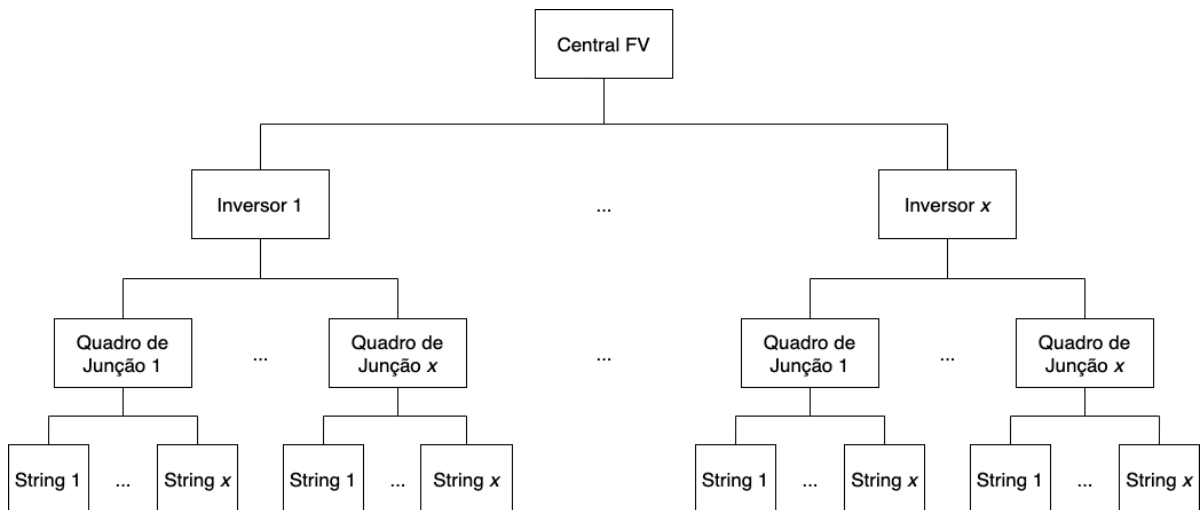 Central FV
Inversor 1
...
Inversor x
Quadro de
Junção 1
...
Quadro de
Junção x
...
Quadro de
Junção 1
...
Quadro de
Junção x
String 1
...
String x
String 1
...
String x
String 1
...
String x
String 1
...
String x